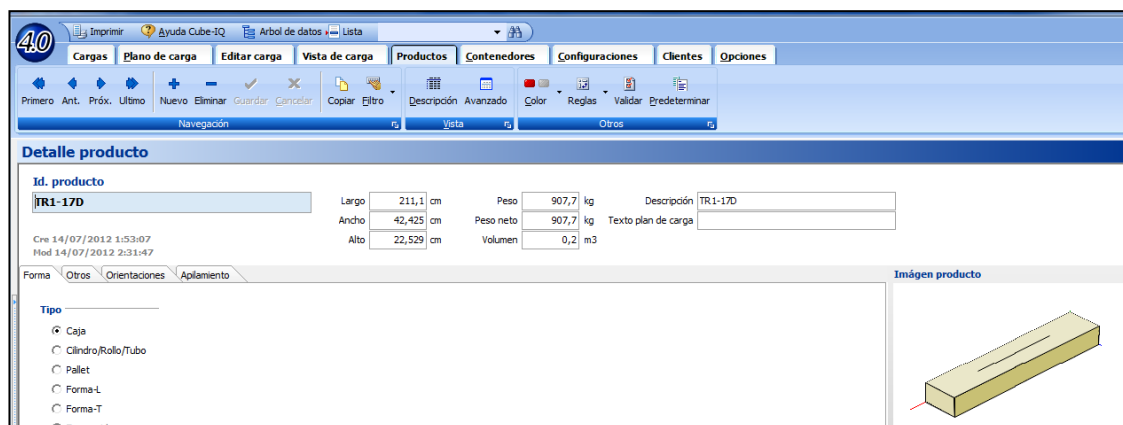 4.0 Imprimir Ayuda Cube-IQ Arbol de datos Lista
Cargas Plano de carga Editar carga Vista de carga Productos Contenedores Configuraciones Clientes Opciones
Primero Ant. Próx. Ultimo Nuevo Eliminar Guardar Cancelar Copiar Filtro Descripción Avanzado Color Reglas Validar Predeterminar
Navegación Vista Otros
Detalle producto
Id. producto
TR1-17D Largo 211,1 cm Peso 907,7 kg Descripción TR1-17D
Ancho 42,425 cm Peso neto 907,7 kg Texto plan de carga
Cre 14/07/2012 1:53:07 Alto 22,529 cm Volumen 0,2 m3
Mod 14/07/2012 2:31:47
Forma Otros Orientaciones Apilamiento Imágen producto
Tipo
Caja
Cilindro/Rollo/Tubo
Pallet
Forma-L
Forma-T